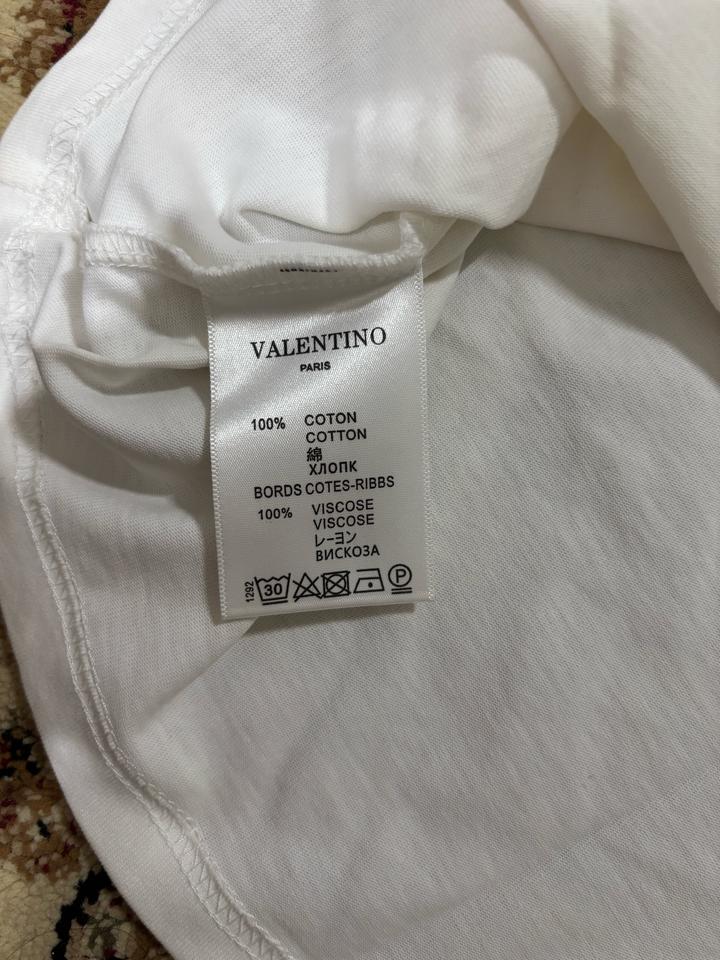 VALENTINO
PARIS
100% COTON
COTTON
綿
ХЛОПК
BORDS COTES-RIBBS
100% VISCOSE
VISCOSE
レーヨン
ВИСКОЗА
1292 30 P